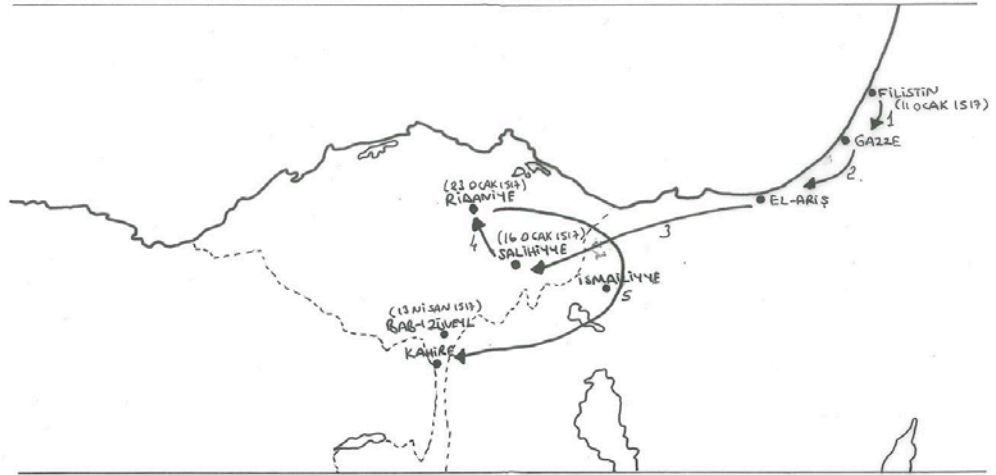 FİLİSTİN
(11 OCAK 1517)
1
GAZZE
2.
EL-ARİŞ
3
(23 OCAK 1517)
RİDANİYE
4
(16 OCAK 1517)
SALİHİYYE
İSMAİLİYYE
5
(13 NİSAN 1517)
BAB-I ZÜVEYL
KAHİRE